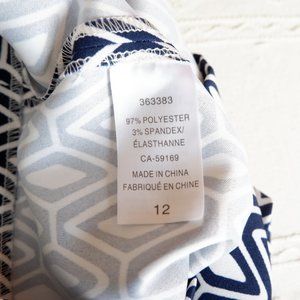 363383
97% POLYESTER
3% SPANDEX/
ÉLASTHANNE
CA-59169
MADE IN CHINA
FABRIQUÉ EN CHINE
12